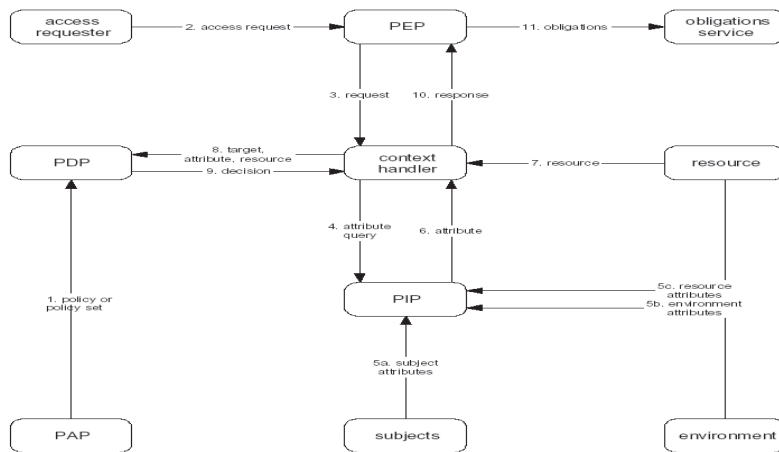 access
requester
2. access request
PEP
11. obligations
obligations
service
3. request
10. response
PDP
8. target,
attribute, resource
9. decision
context
handler
7. resource
resource
4. attribute
query
6. attribute
1. policy or
policy set
PIP
5c. resource
attributes
5b. environment
attributes
5a. subject
attributes
PAP
subjects
environment